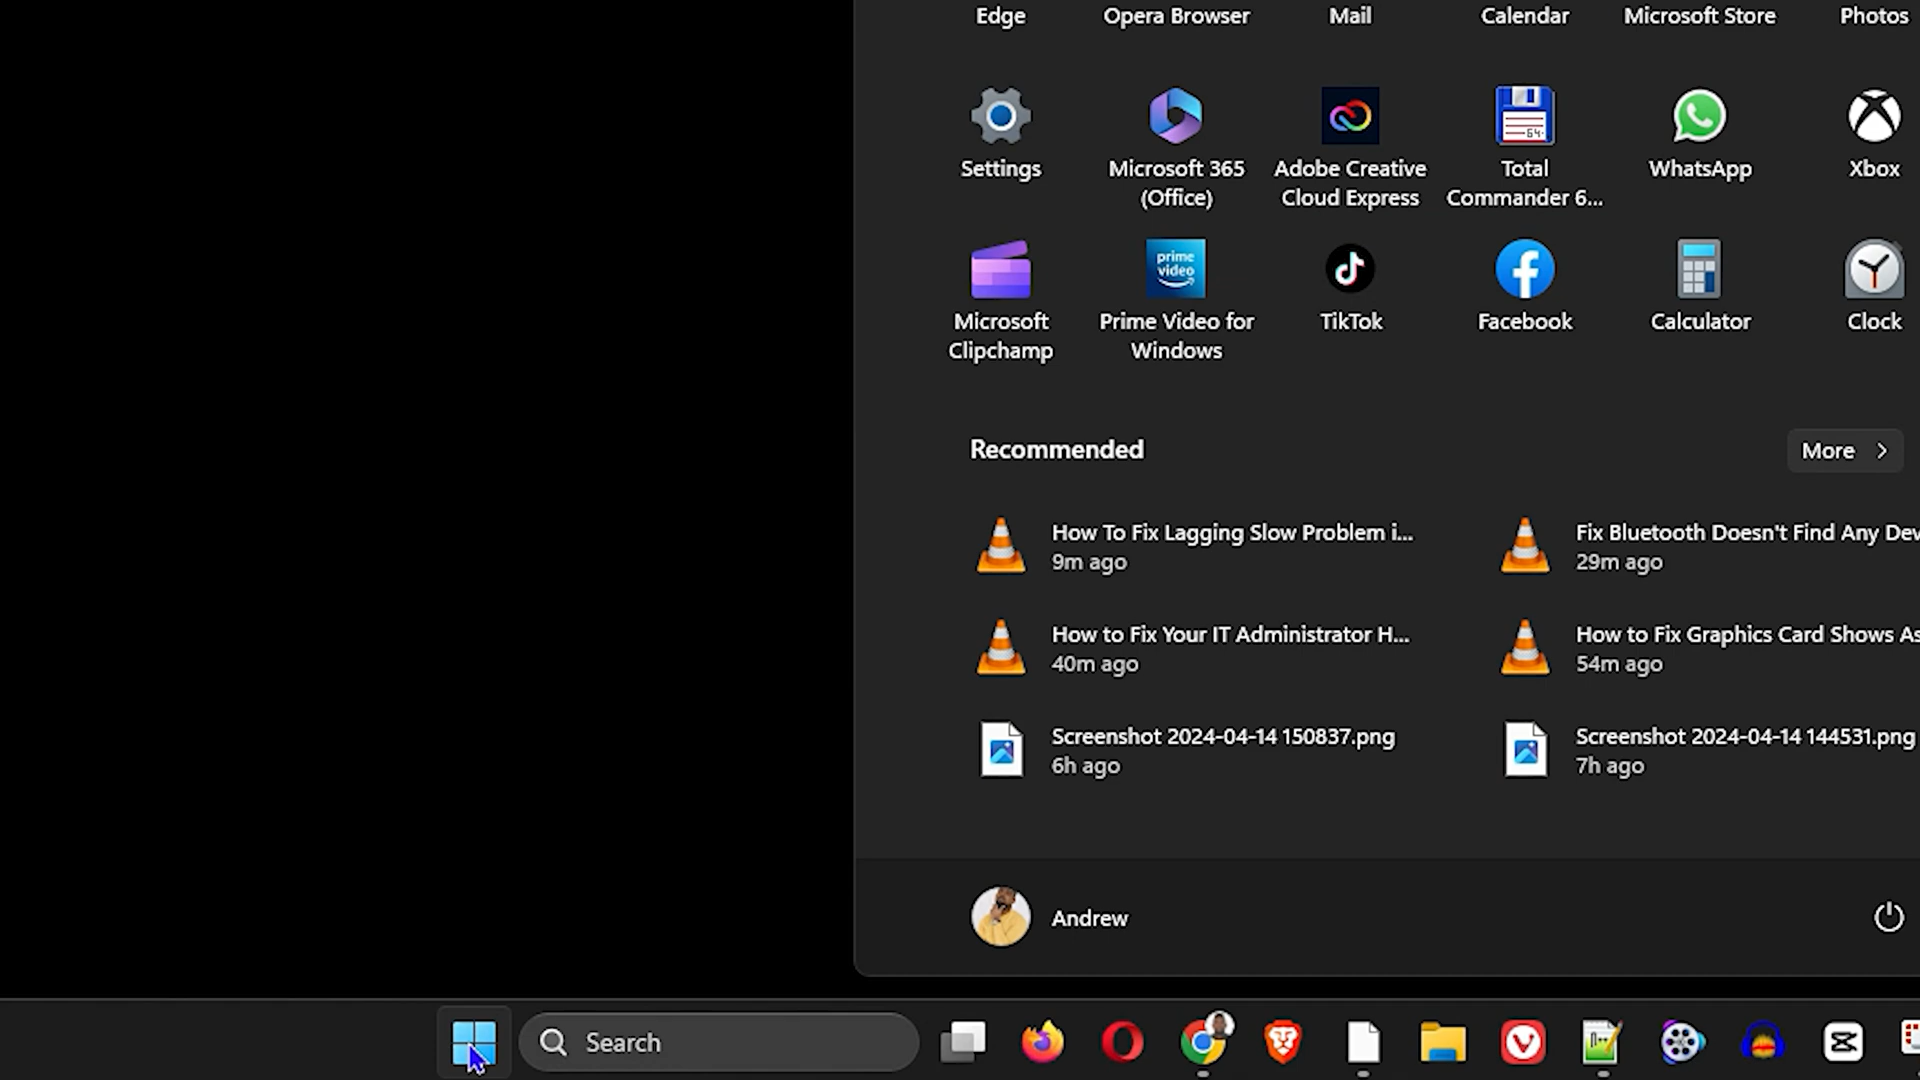 Edge Opera Browser Mail Calendar Microsoft Store Photos
64
Settings Microsoft 365 (Office) Adobe Creative Cloud Express Total Commander 6... WhatsApp Xbox
prime video
Microsoft Clipchamp Prime Video for Windows TikTok Facebook Calculator Clock
Recommended More
How To Fix Lagging Slow Problem i...
9m ago
Fix Bluetooth Doesn't Find Any Dev
29m ago
How to Fix Your IT Administrator H...
40m ago
How to Fix Graphics Card Shows As
54m ago
Screenshot 2024-04-14 150837.png
6h ago
Screenshot 2024-04-14 144531.png
7h ago
Andrew
Search